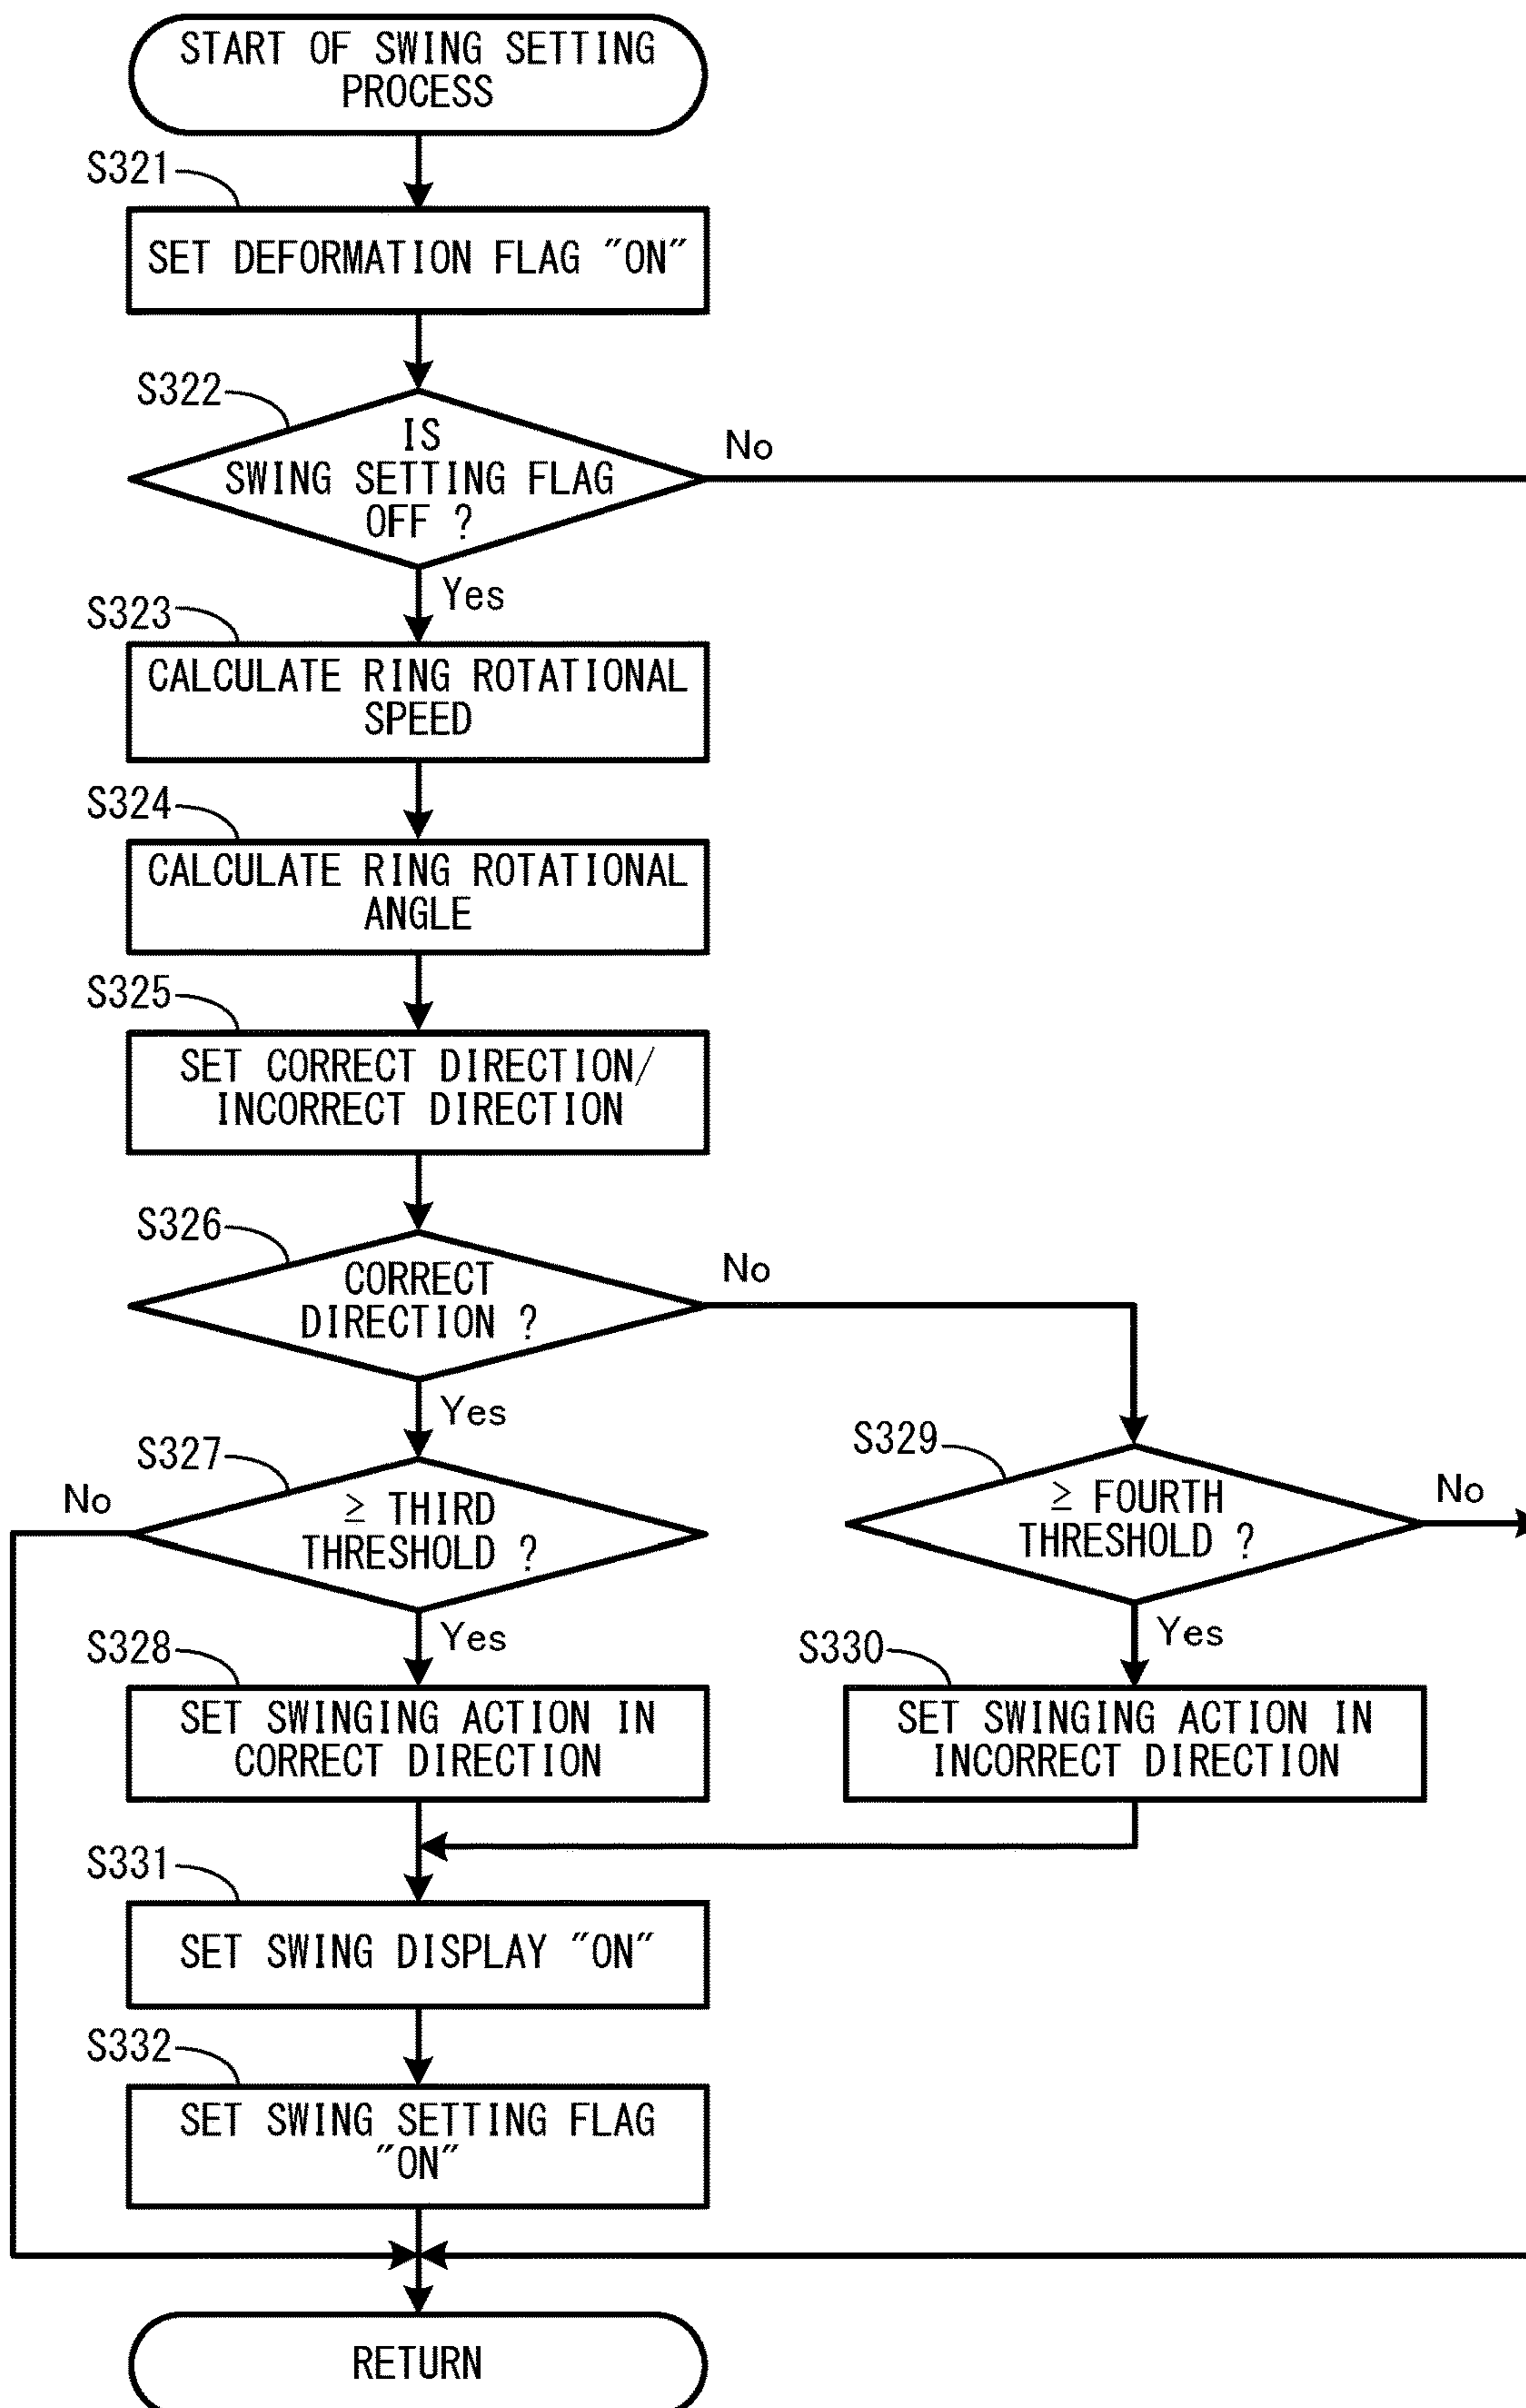 START OF SWING SETTING
PROCESS
S321
SET DEFORMATION FLAG "ON"
S322
IS
SWING SETTING FLAG
OFF ?
No
Yes
S323
CALCULATE RING ROTATIONAL
SPEED
S324
CALCULATE RING ROTATIONAL
ANGLE
S325
SET CORRECT DIRECTION/
INCORRECT DIRECTION
S326
CORRECT
DIRECTION ?
No
Yes
S327
≥ THIRD
THRESHOLD ?
No
Yes
S329
≥ FOURTH
THRESHOLD ?
No
Yes
S328
SET SWINGING ACTION IN
CORRECT DIRECTION
S330
SET SWINGING ACTION IN
INCORRECT DIRECTION
S331
SET SWING DISPLAY "ON"
S332
SET SWING SETTING FLAG
"ON"
RETURN